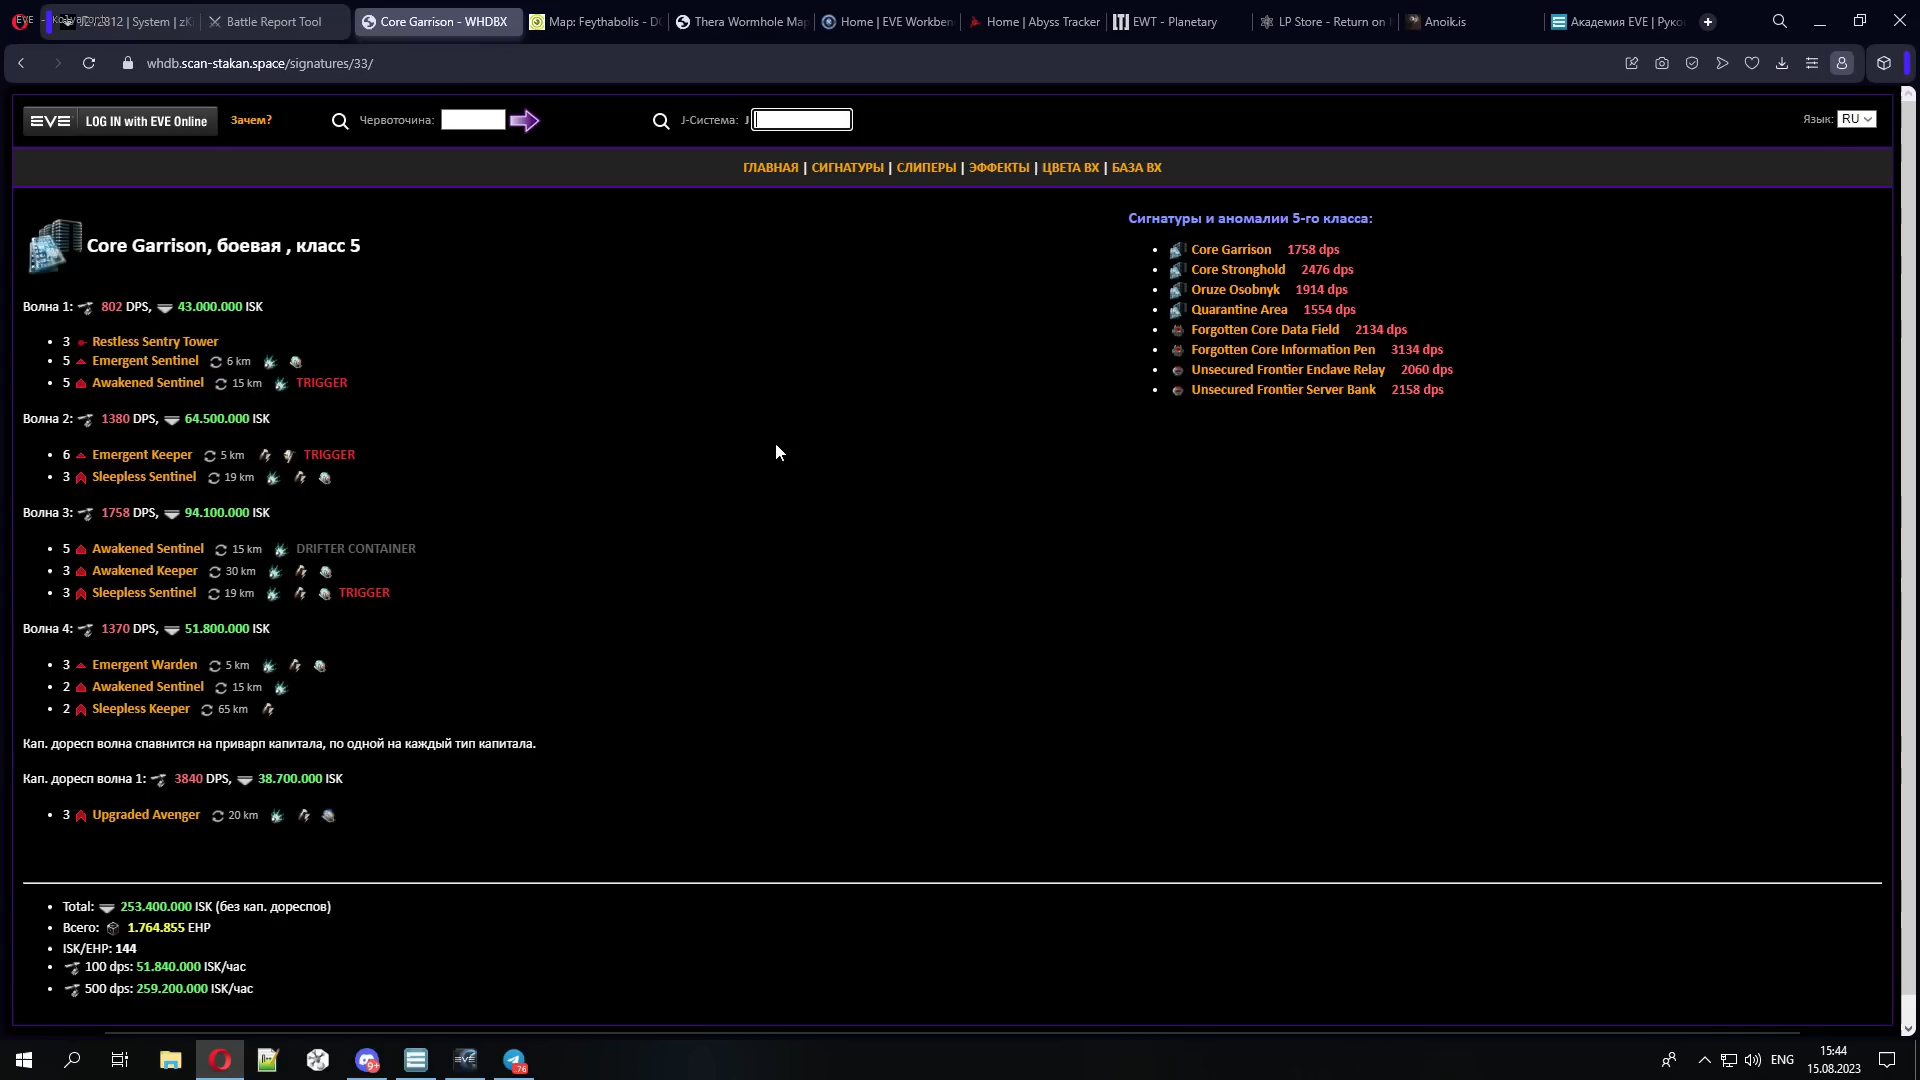 J212812 | System | zK
Battle Report Tool
Core Garrison - WHDBX
Map: Feythabolis - DO
Thera Wormhole Map
Home | EVE Workben
Home | Abyss Tracker
EWT - Planetary
LP Store - Return on I
Anoik.is
Академия EVE | Руко
whdb.scan-stakan.space/signatures/33/
EVE LOG IN with EVE Online
Зачем?
Червоточина:
J-Система: J
Язык: RU
ГЛАВНАЯ | СИГНАТУРЫ | СЛИПЕРЫ | ЭФФЕКТЫ | ЦВЕТА ВХ | БАЗА ВХ
Core Garrison, боевая , класс 5
Волна 1: 802 DPS, 43.000.000 ISK
3 Restless Sentry Tower
5 Emergent Sentinel 6 km
5 Awakened Sentinel 15 km TRIGGER
Волна 2: 1380 DPS, 64.500.000 ISK
6 Emergent Keeper 5 km TRIGGER
3 Sleepless Sentinel 19 km
Волна 3: 1758 DPS, 94.100.000 ISK
5 Awakened Sentinel 15 km DRIFTER CONTAINER
3 Awakened Keeper 30 km
3 Sleepless Sentinel 19 km TRIGGER
Волна 4: 1370 DPS, 51.800.000 ISK
3 Emergent Warden 5 km
2 Awakened Sentinel 15 km
2 Sleepless Keeper 65 km
Кап. доресп волна спавнится на приварп капитала, по одной на каждый тип капитала.
Кап. доресп волна 1: 3840 DPS, 38.700.000 ISK
3 Upgraded Avenger 20 km
Total: 253.400.000 ISK (без кап. дореспов)
Всего: 1.764.855 EHP
ISK/EHP: 144
100 dps: 51.840.000 ISK/час
500 dps: 259.200.000 ISK/час
Сигнатуры и аномалии 5-го класса:
Core Garrison 1758 dps
Core Stronghold 2476 dps
Oruze Osobnyk 1914 dps
Quarantine Area 1554 dps
Forgotten Core Data Field 2134 dps
Forgotten Core Information Pen 3134 dps
Unsecured Frontier Enclave Relay 2060 dps
Unsecured Frontier Server Bank 2158 dps
9+
EVE
76
ENG
15:44
15.08.2023